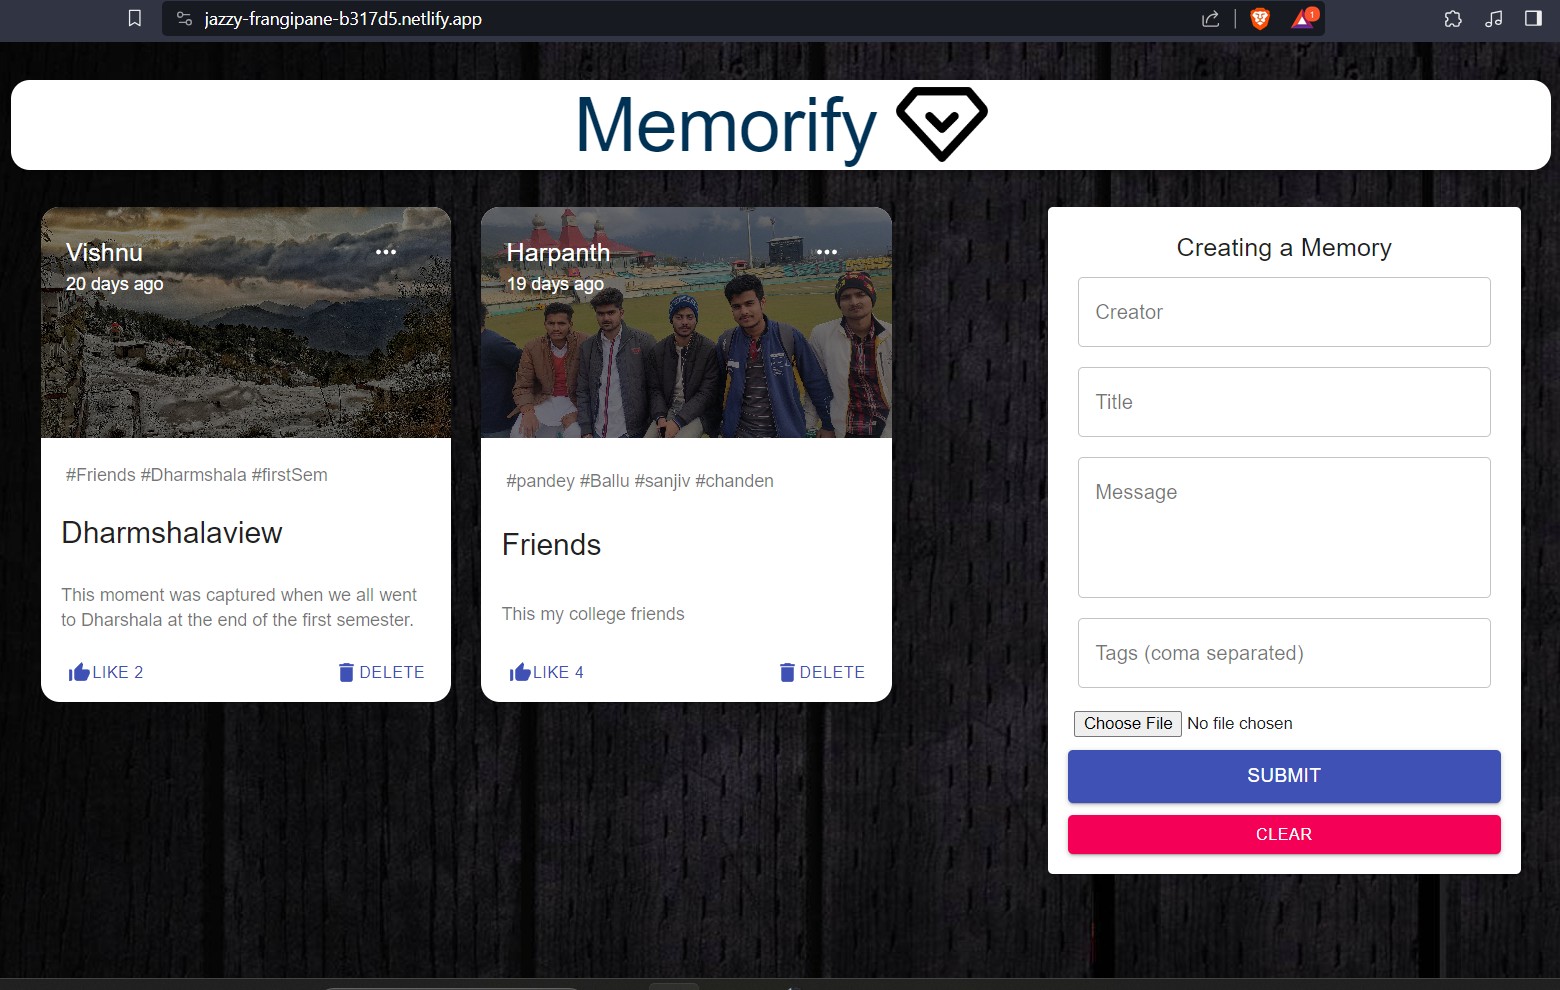 jazzy-frangipane-b317d5.netlify.app
1
Memorify
Vishnu
20 days ago
#Friends #Dharmshala #firstSem
Dharmshalaview
This moment was captured when we all went
to Dharshala at the end of the first semester.
LIKE 2
DELETE
Harpanth
19 days ago
#pandey #Ballu #sanjiv #chanden
Friends
This my college friends
LIKE 4
DELETE
Creating a Memory
Creator
Title
Message
Tags (coma separated)
Choose File No file chosen
SUBMIT
CLEAR